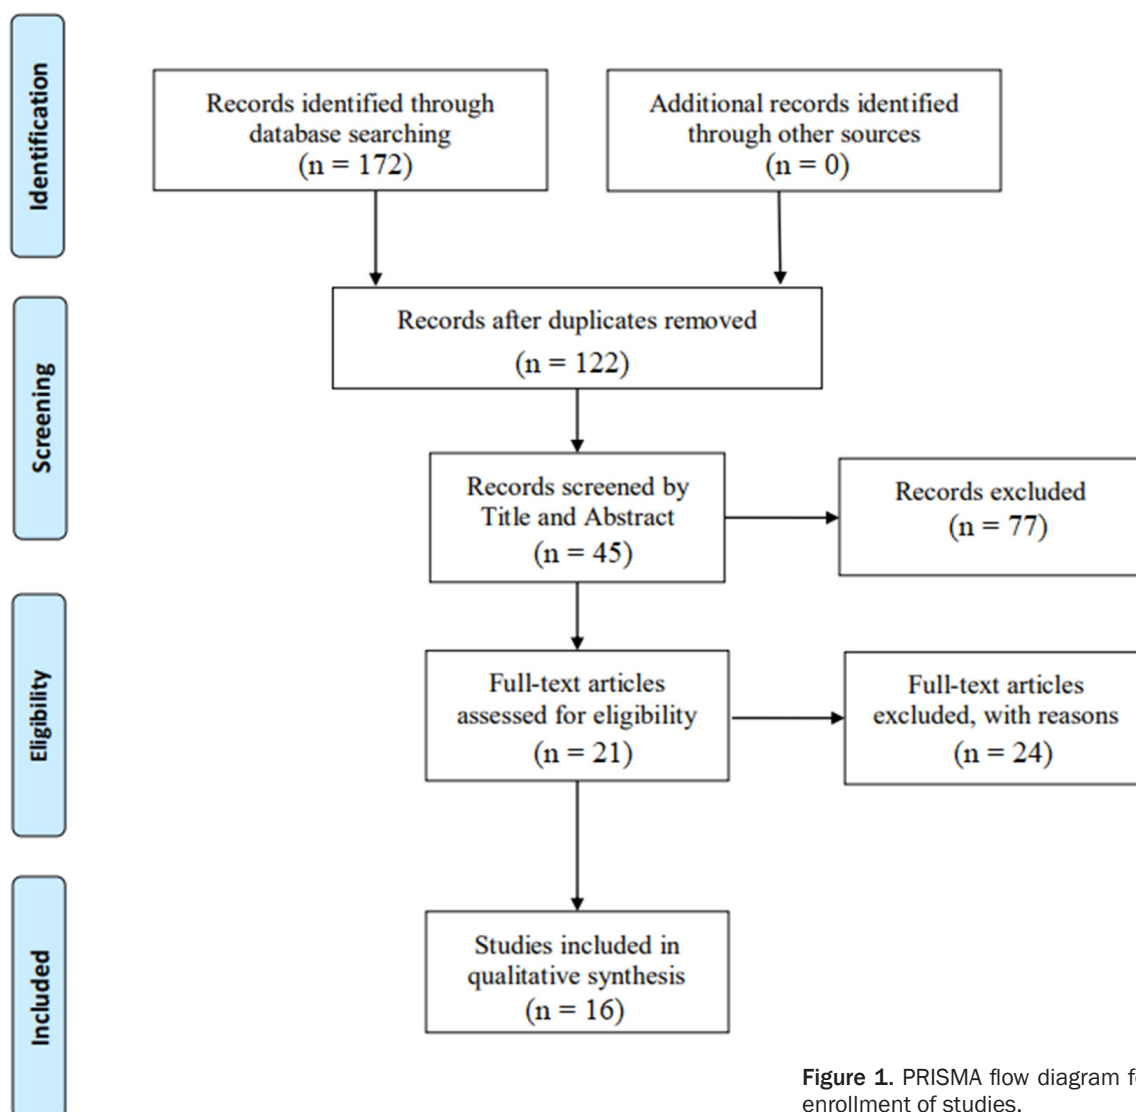 Identification
Records identified through
database searching
(n = 172)
Additional records identified
through other sources
(n = 0)
Screening
Records after duplicates removed
(n = 122)
Records screened by
Title and Abstract
(n = 45)
Records excluded
(n = 77)
Eligibility
Full-text articles
assessed for eligibility
(n = 21)
Full-text articles
excluded, with reasons
(n = 24)
Included
Studies included in
qualitative synthesis
(n = 16)
Figure 1. PRISMA flow diagram
enrollment of studies.